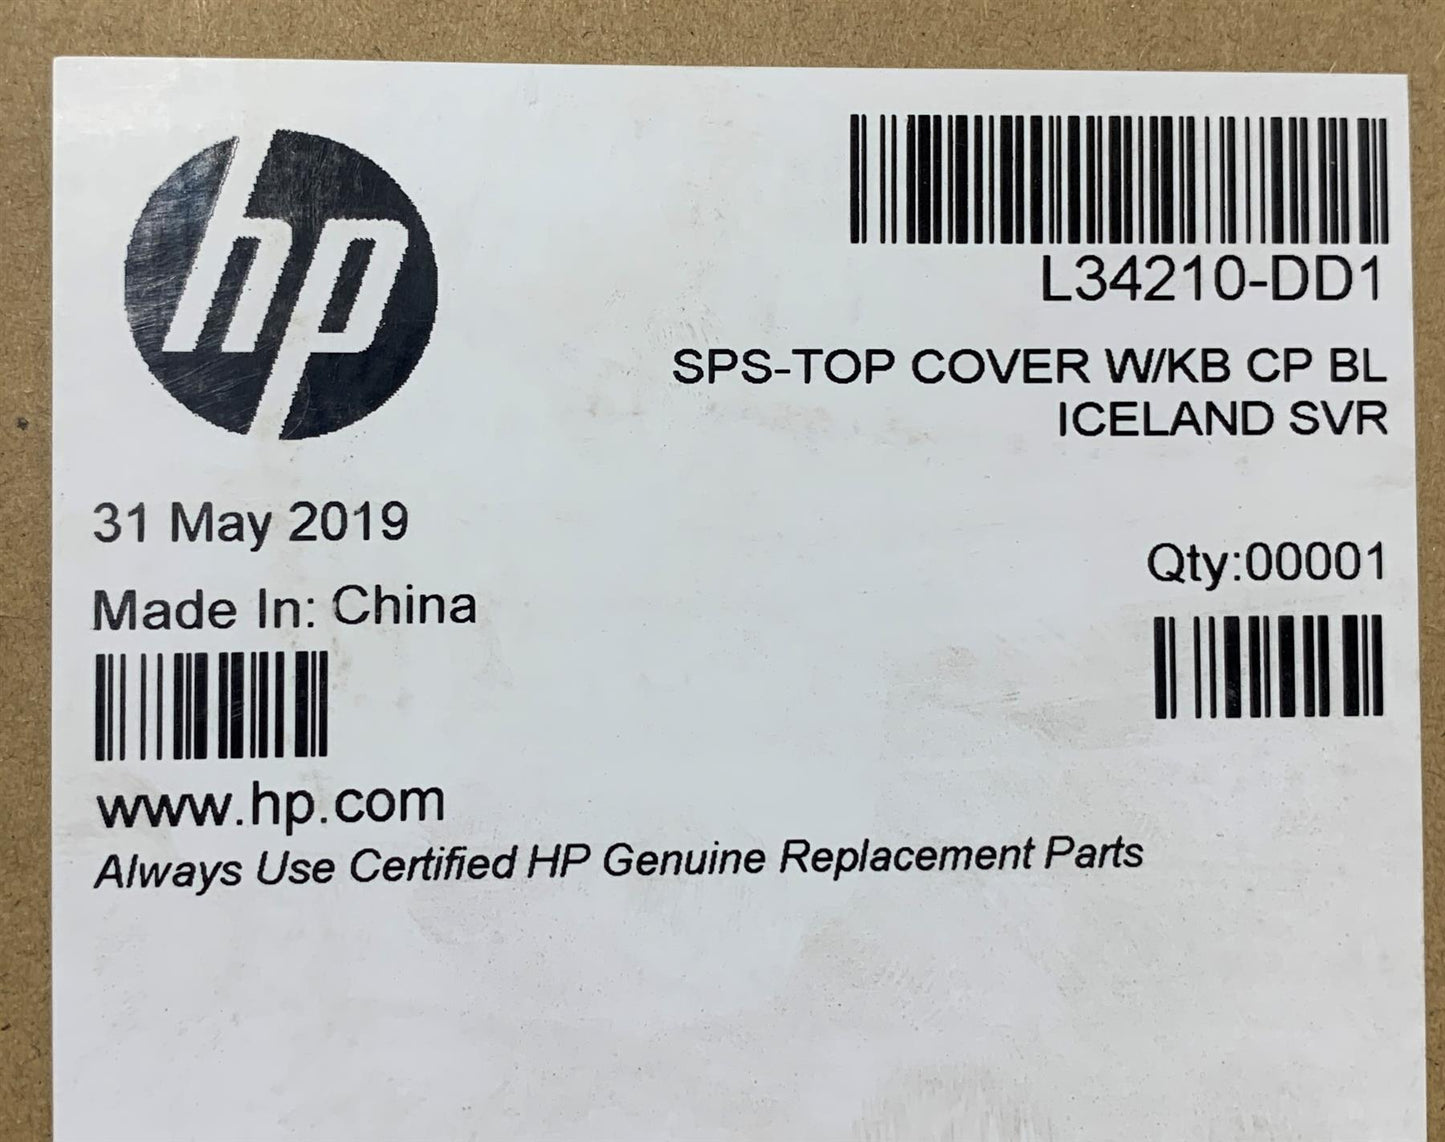 hp
L34210-DD1
SPS-TOP COVER W/KB CP BL
ICELAND SVR
31 May 2019
Qty:00001
Made In: China
www.hp.com
Always Use Certified HP Genuine Replacement Parts